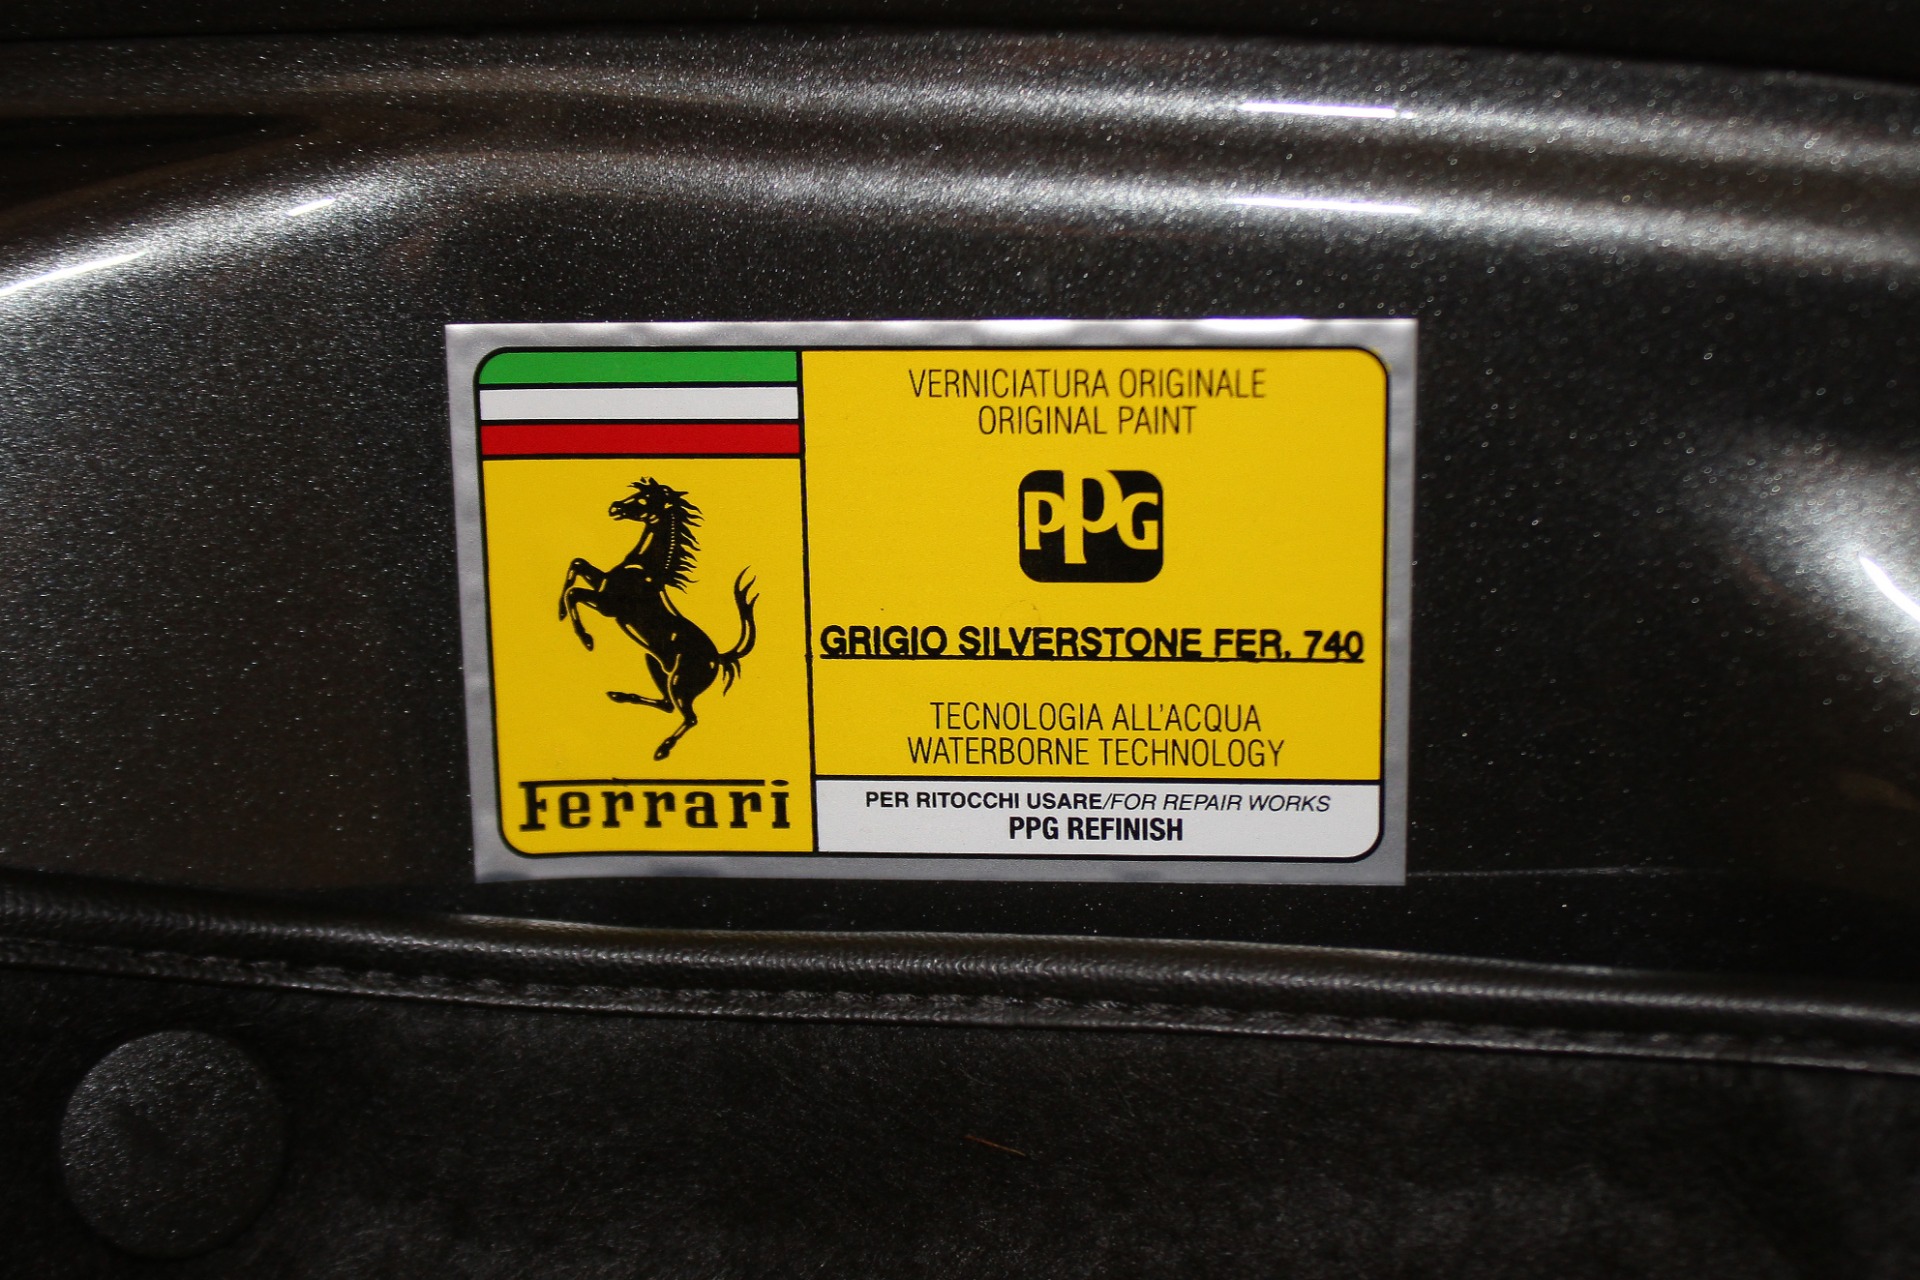 Ferrari
VERNICIATURA ORIGINALE
ORIGINAL PAINT
PPG
GRIGIO SILVERSTONE FER. 740
TECNOLOGIA ALL'ACQUA
WATERBORNE TECHNOLOGY
PER RITOCCHI USARE/FOR REPAIR WORKS
PPG REFINISH